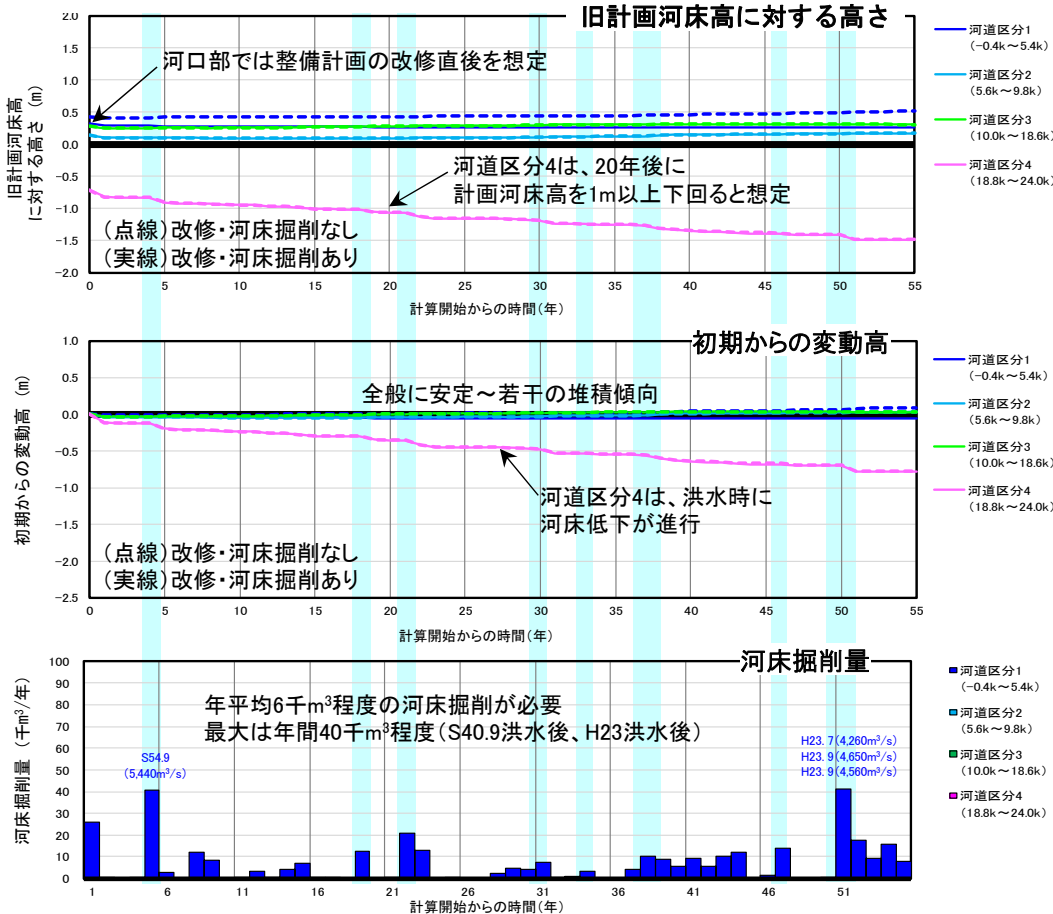 旧計画河床高に対する高さ
旧計画河床高
に対する高さ (m)
2.0
1.5
1.0
0.5
0.0
-0.5
-1.0
-1.5
-2.0
河口部では整備計画の改修直後を想定
河道区分4は、20年後に
計画河床高を1m以上下回ると想定
(点線)改修・河床掘削なし
(実線)改修・河床掘削あり
0 5 10 15 20 25 30 35 40 45 50 55
計算開始からの時間(年)
河道区分1
(-0.4k~5.4k)
河道区分2
(5.6k~9.8k)
河道区分3
(10.0k~18.6k)
河道区分4
(18.8k~24.0k)
初期からの変動高
初期からの変動高 (m)
1.0
0.5
0.0
-0.5
-1.0
-1.5
-2.0
-2.5
全般に安定~若干の堆積傾向
河道区分4は、洪水時に
河床低下が進行
(点線)改修・河床掘削なし
(実線)改修・河床掘削あり
0 5 10 15 20 25 30 35 40 45 50 55
計算開始からの時間(年)
河道区分1
(-0.4k~5.4k)
河道区分2
(5.6k~9.8k)
河道区分3
(10.0k~18.6k)
河道区分4
(18.8k~24.0k)
河床掘削量
河床掘削量 (千m³/年)
100
90
80
70
60
50
40
30
20
10
0
年平均6千m³程度の河床掘削が必要
最大は年間40千m³程度(S40.9洪水後、H23洪水後)
S54.9
(5,440m³/s)
H23.7(4,260m³/s)
H23.9(4,650m³/s)
H23.9(4,560m³/s)
1 6 11 16 21 26 31 36 41 46 51
計算開始からの時間(年)
河道区分1
(-0.4k~5.4k)
河道区分2
(5.6k~9.8k)
河道区分3
(10.0k~18.6k)
河道区分4
(18.8k~24.0k)